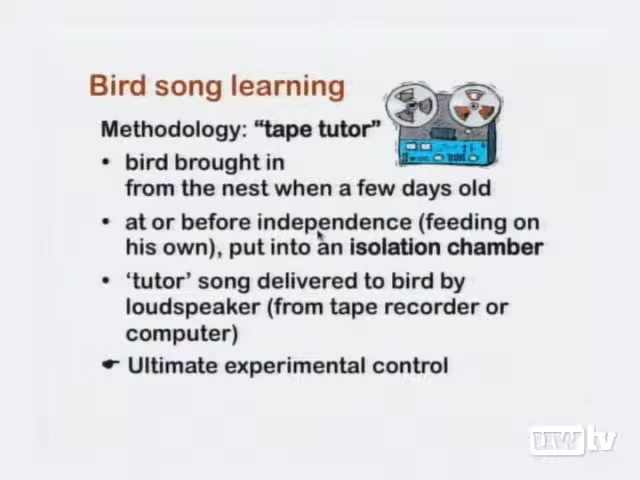 Bird song learning
Methodology: “tape tutor”
• bird brought in
from the nest when a few days old
• at or before independence (feeding on
his own), put into an isolation chamber
• ‘tutor’ song delivered to bird by
loudspeaker (from tape recorder or
computer)
☛ Ultimate experimental control
UWtv